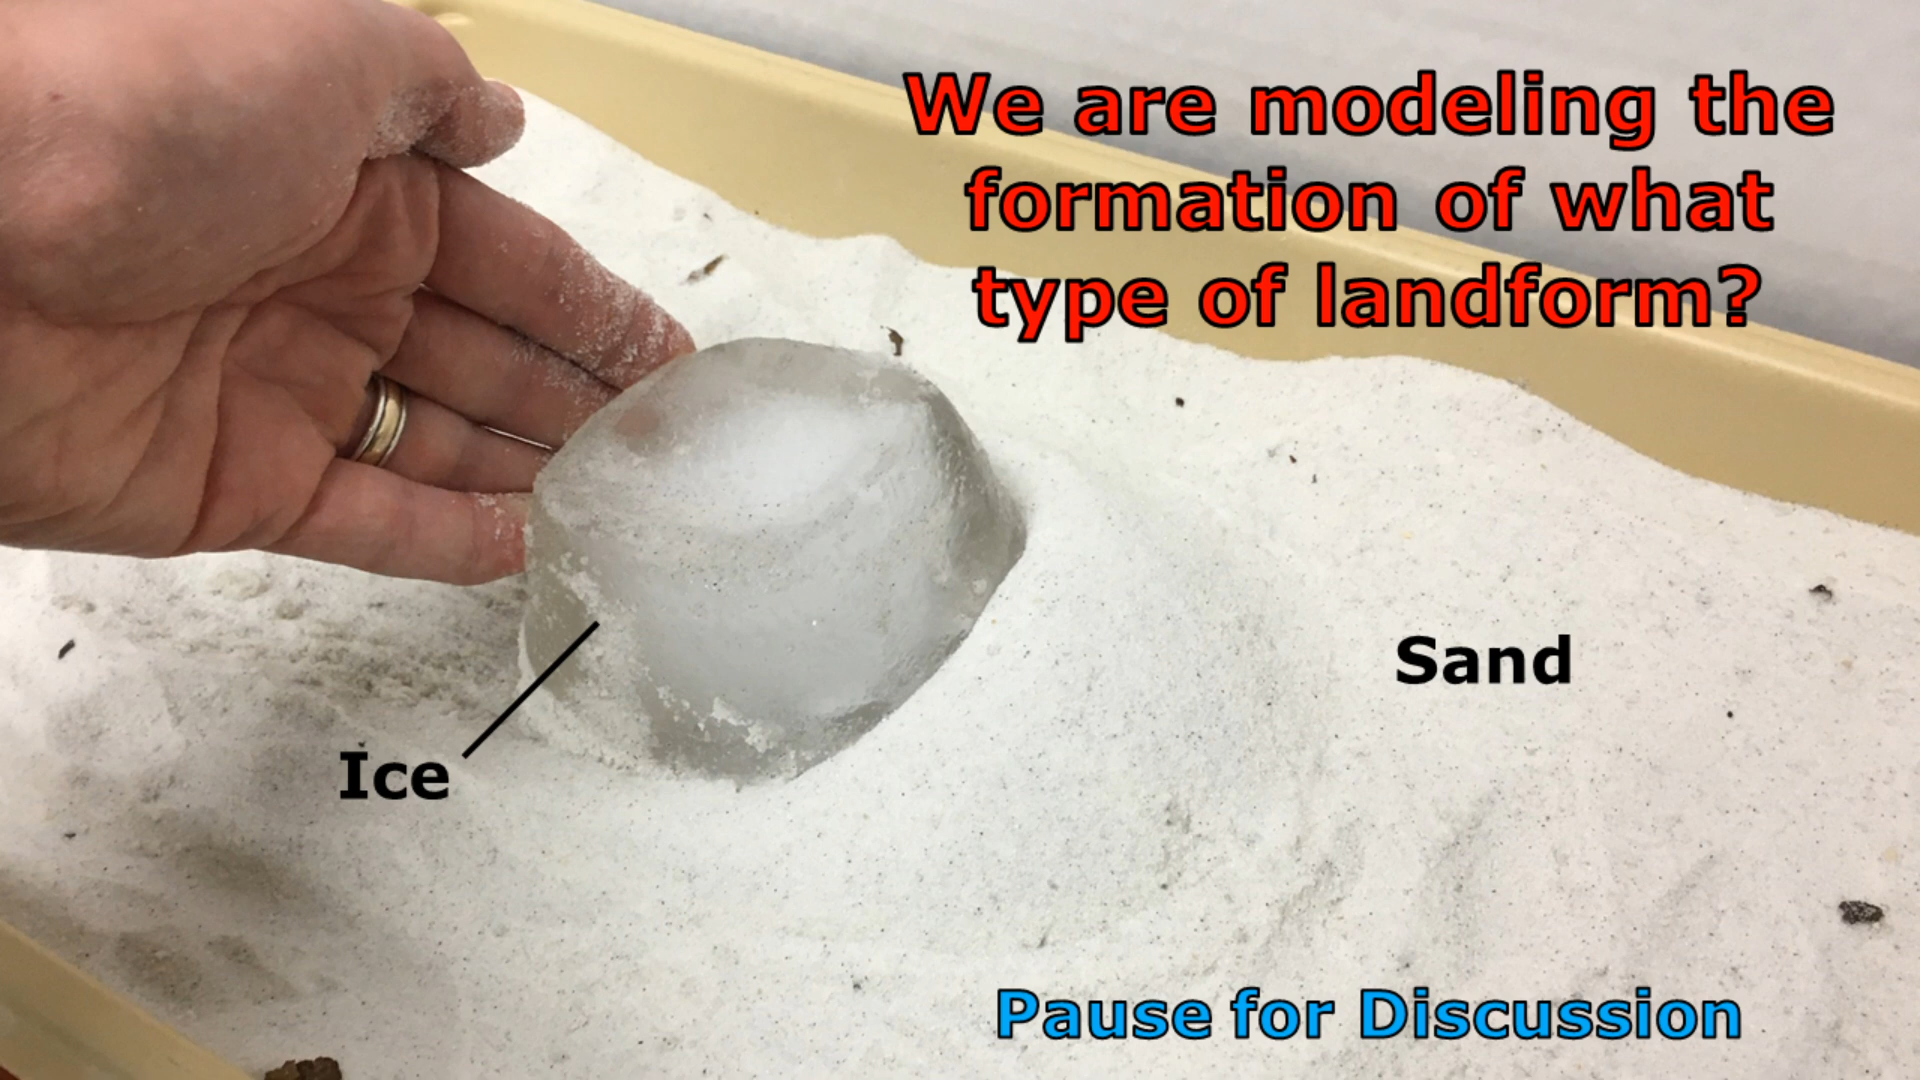 We are modeling the
formation of what
type of landform?
Sand
Ice
Pause for Discussion